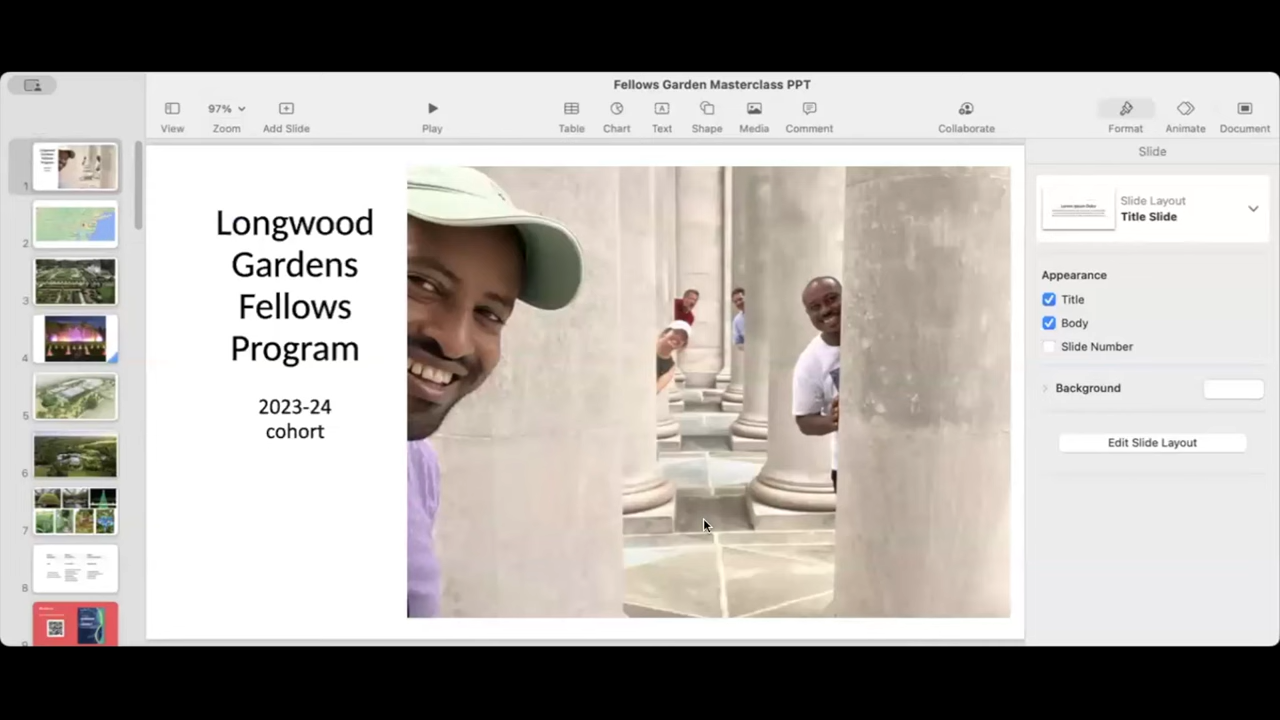 Fellows Garden Masterclass PPT
97%
View
Zoom
Add Slide
Play
Table
Chart
Text
Shape
Media
Comment
Collaborate
Format
Animate
Document
1
2
3
4
5
6
7
8
Longwood
Gardens
Fellows
Program
2023-24
cohort
Slide
Slide Layout
Title Slide
Appearance
Title
Body
Slide Number
Background
Edit Slide Layout